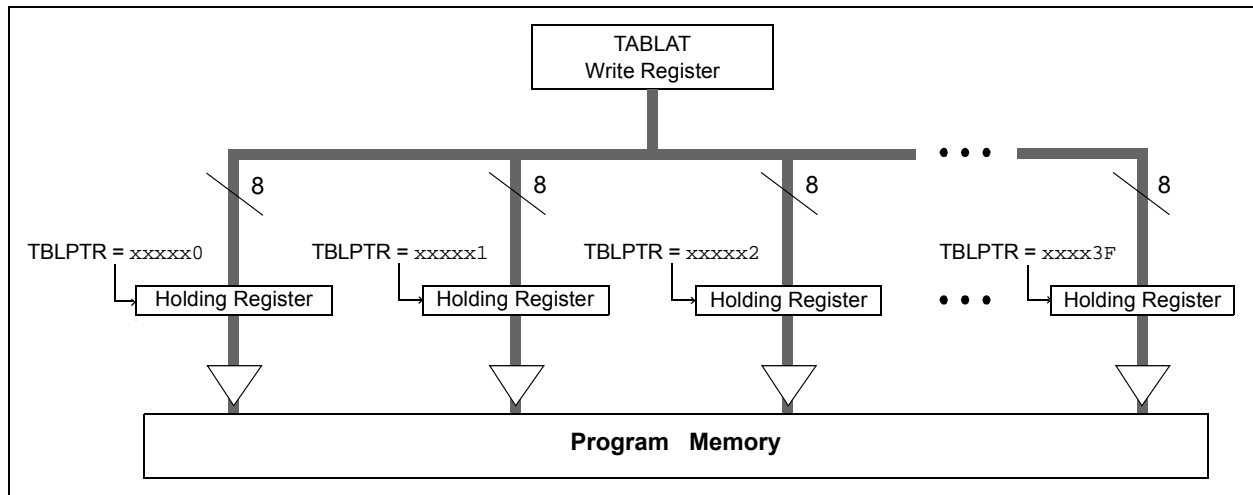 TABLAT
Write Register
8 8 8 8
TBLPTR = xxxxx0 TBLPTR = xxxxx1 TBLPTR = xxxxx2 TBLPTR = xxxx3F
Holding Register Holding Register Holding Register Holding Register
Program Memory